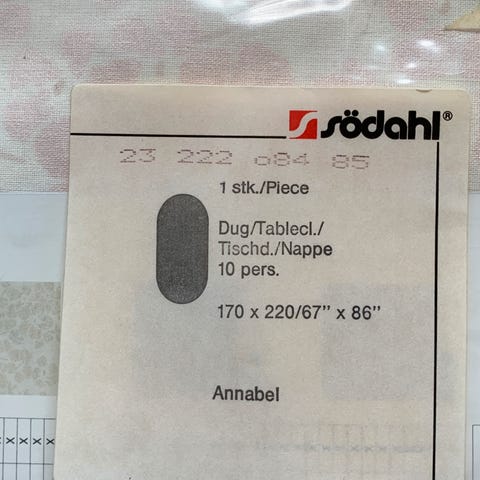 södahl®
23 222 084 85
1 stk./Piece
Dug/Tablecl./
Tischd./Nappe
10 pers.
170 x 220/67” x 86”
Annabel
x x x x